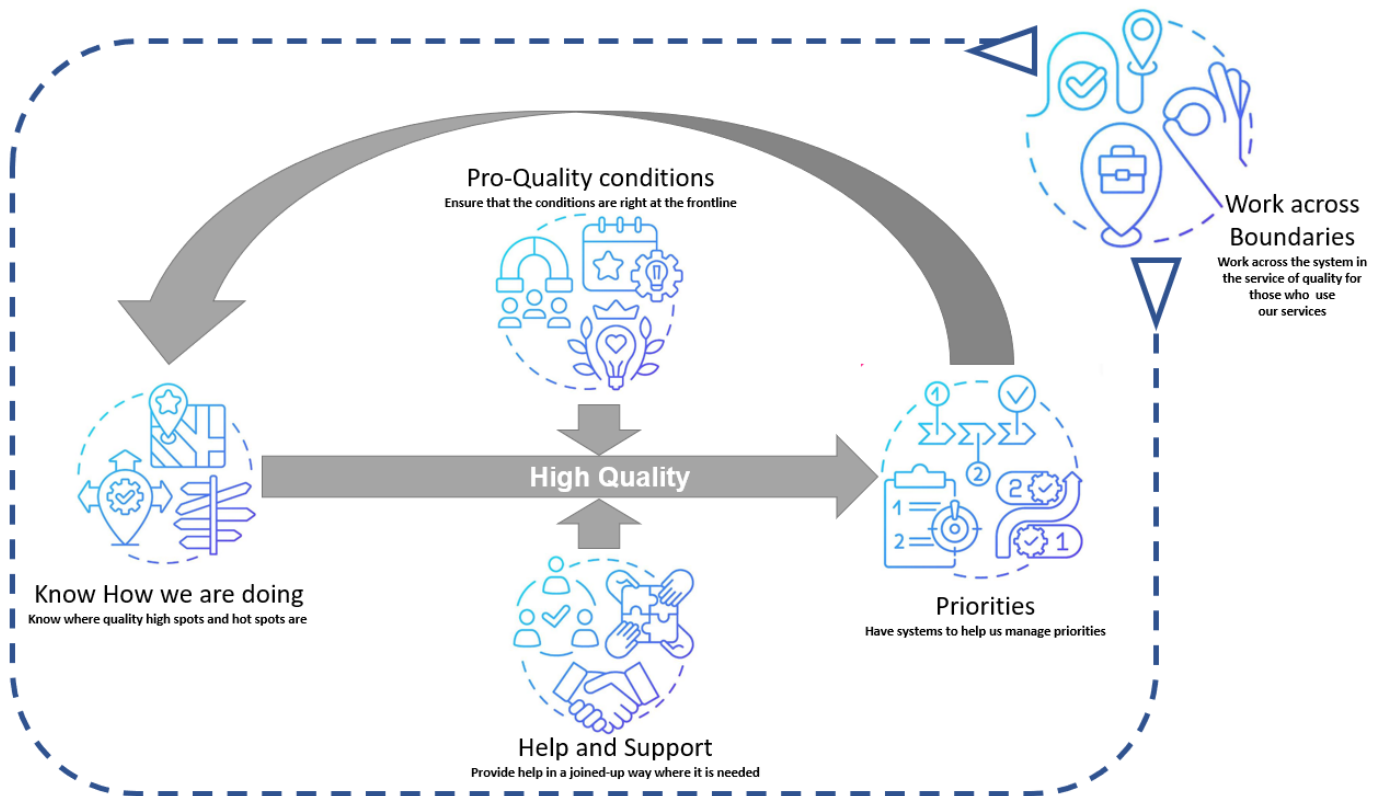 Pro-Quality conditions
Ensure that the conditions are right at the frontline
Work across
Boundaries
Work across the system in
the service of quality for
those who use
our services
High Quality
1
2
1
2
2
1
Know How we are doing
Know where quality high spots and hot spots are
Priorities
Have systems to help us manage priorities
Help and Support
Provide help in a joined-up way where it is needed